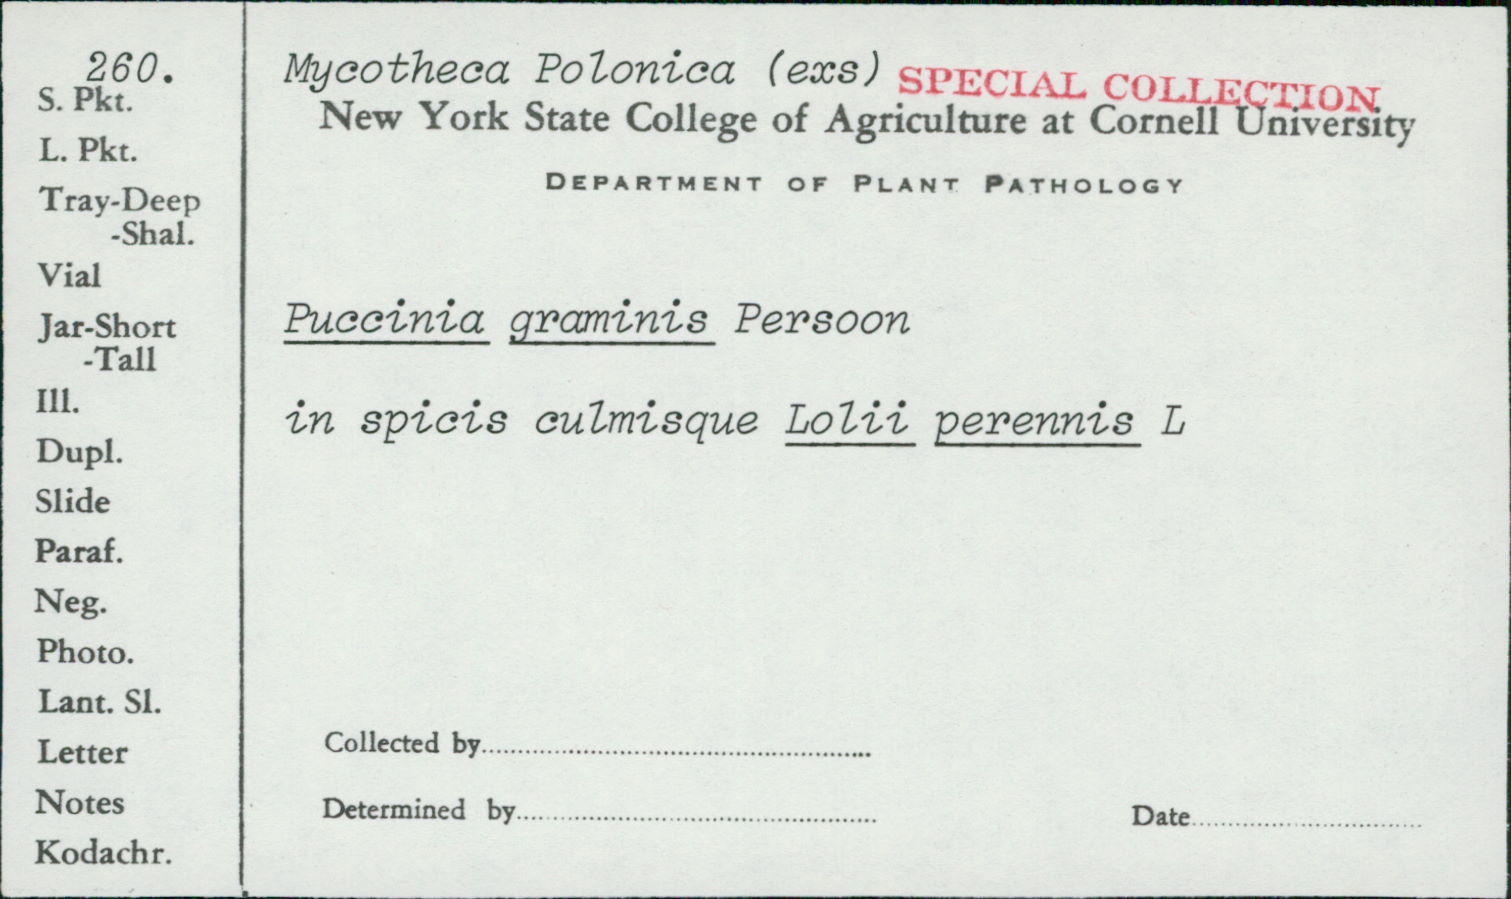 260.
S. Pkt.
L. Pkt.
Tray-Deep
-Shal.
Vial
Jar-Short
-Tall
Ill.
Dupl.
Slide
Paraf.
Neg.
Photo.
Lant. Sl.
Letter
Notes
Kodachr.
Mycotheca Polonica (exs) SPECIAL COLLECTION
New York State College of Agriculture at Cornell University
DEPARTMENT OF PLANT PATHOLOGY
Puccinia graminis Persoon
in spicis culmisque Lolii perennis L
Collected by
Determined by
Date